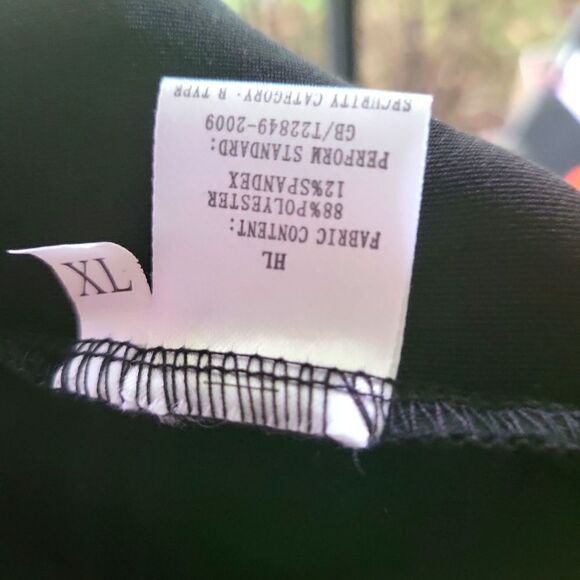 XL
HL
FABRIC CONTENT:
88%POLYESTER
12%SPANDEX
PERFORM STANDARD:
GB/T22849-2009
SECURITY CATEGORY: B TYPE